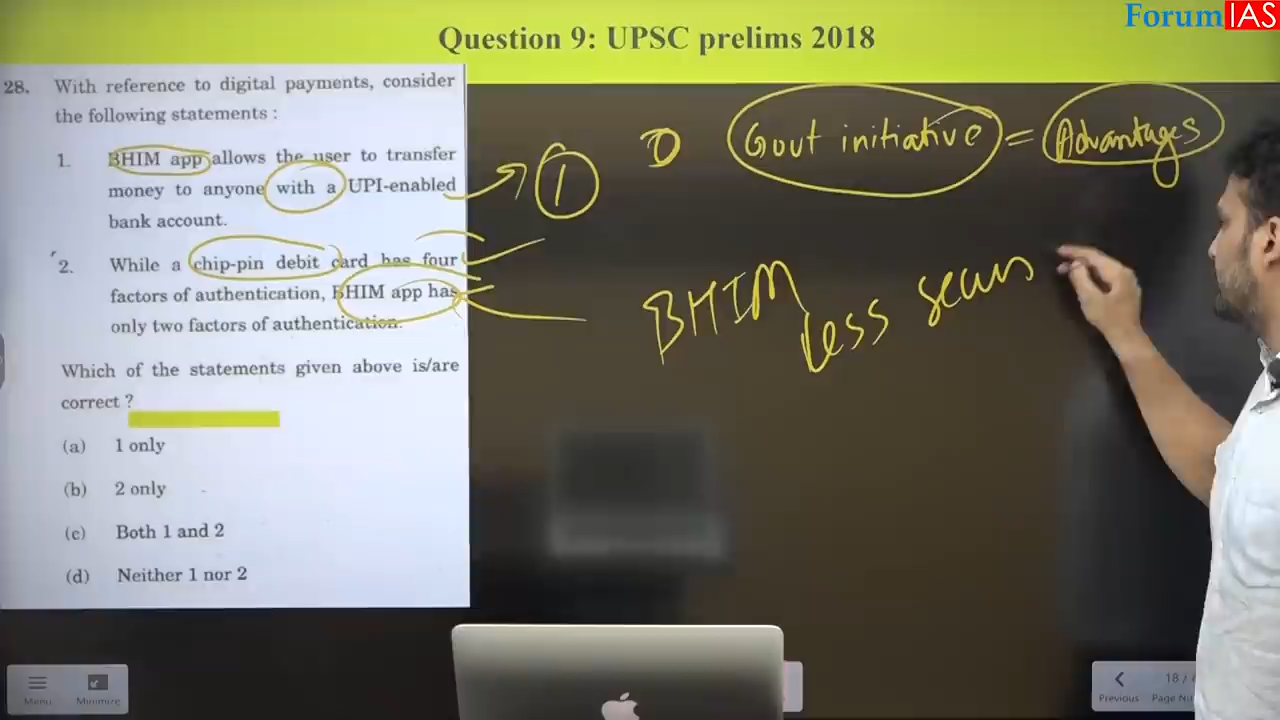 ForumIAS
Question 9: UPSC prelims 2018
28. With reference to digital payments, consider
the following statements :
1. BHIM app allows the user to transfer
money to anyone with a UPI-enabled
bank account.
2. While a chip-pin debit card has four
factors of authentication, BHIM app has
only two factors of authentication.
Which of the statements given above is/are
correct ?
(a) 1 only
(b) 2 only
(c) Both 1 and 2
(d) Neither 1 nor 2
1
Govt initiative = Advantages
BHIM
less
Menu
Minimize
Previous
18 /